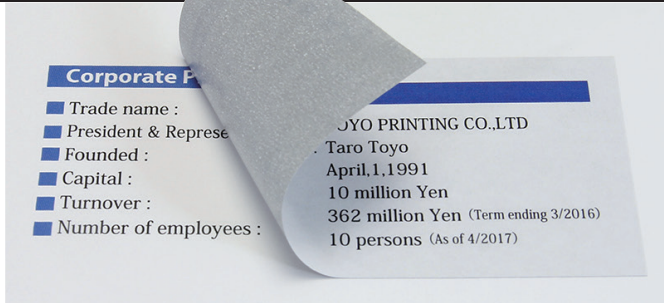 Corporate P
Trade name : OYO PRINTING CO.,LTD
President & Represe : Taro Toyo
Founded : April,1,1991
Capital : 10 million Yen
Turnover : 362 million Yen (Term ending 3/2016)
Number of employees : 10 persons (As of 4/2017)